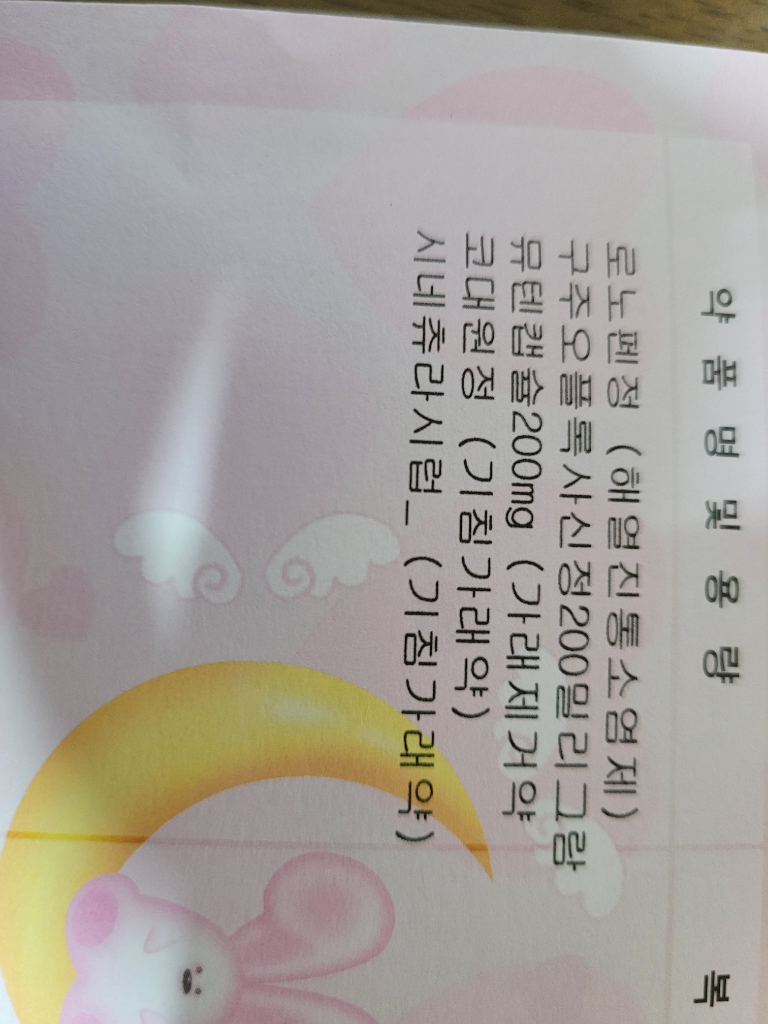 약 품 명 및 용 량
복
로노펜정 (해열진통소염제)
구주오플록사신정200밀리그람
뮤텐캡슐200mg (가래제거약
코대원정 (기침가래약)
시네츄라시럽_ (기침가래약)